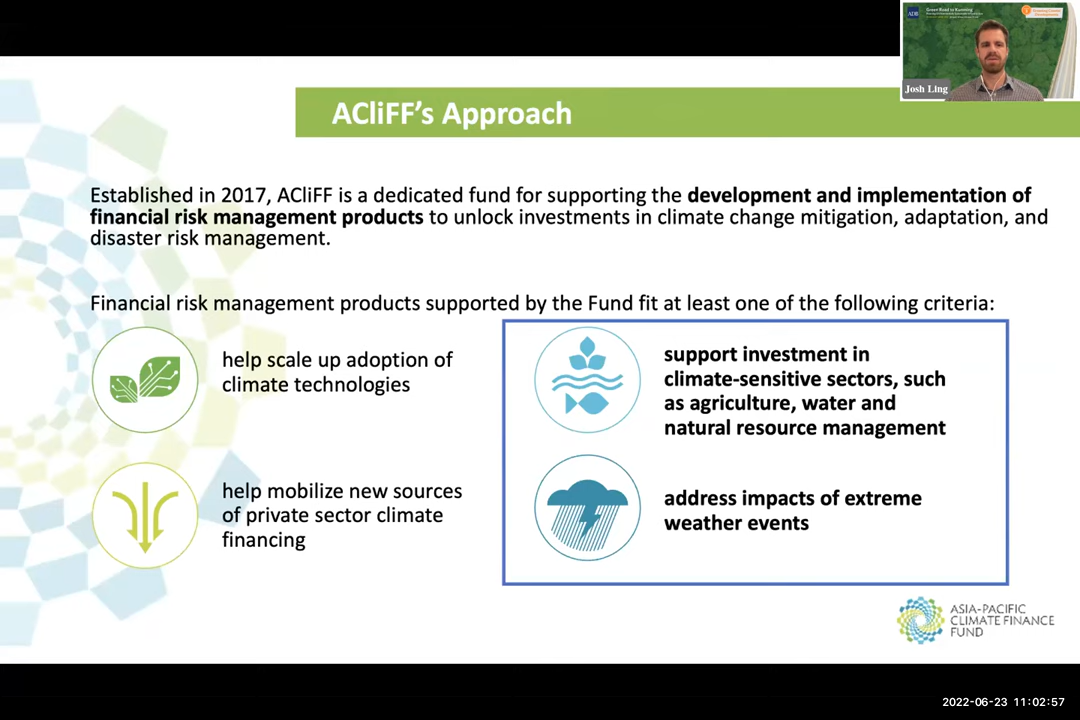 ADB
Green Road to Kunming
Josh Ling
ACliFF's Approach
Established in 2017, ACliFF is a dedicated fund for supporting the development and implementation of
financial risk management products to unlock investments in climate change mitigation, adaptation, and
disaster risk management.
Financial risk management products supported by the Fund fit at least one of the following criteria:
help scale up adoption of
climate technologies
help mobilize new sources
of private sector climate
financing
support investment in
climate-sensitive sectors, such
as agriculture, water and
natural resource management
address impacts of extreme
weather events
ASIA-PACIFIC
CLIMATE FINANCE
FUND
2022-06-23 11:02:57